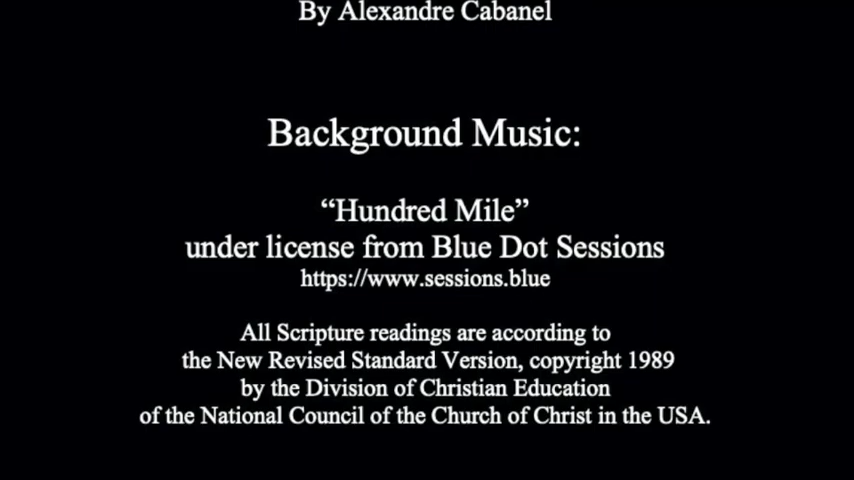 By Alexandre Cabanel
Background Music:
“Hundred Mile”
under license from Blue Dot Sessions
https://www.sessions.blue
All Scripture readings are according to
the New Revised Standard Version, copyright 1989
by the Division of Christian Education
of the National Council of the Church of Christ in the USA.